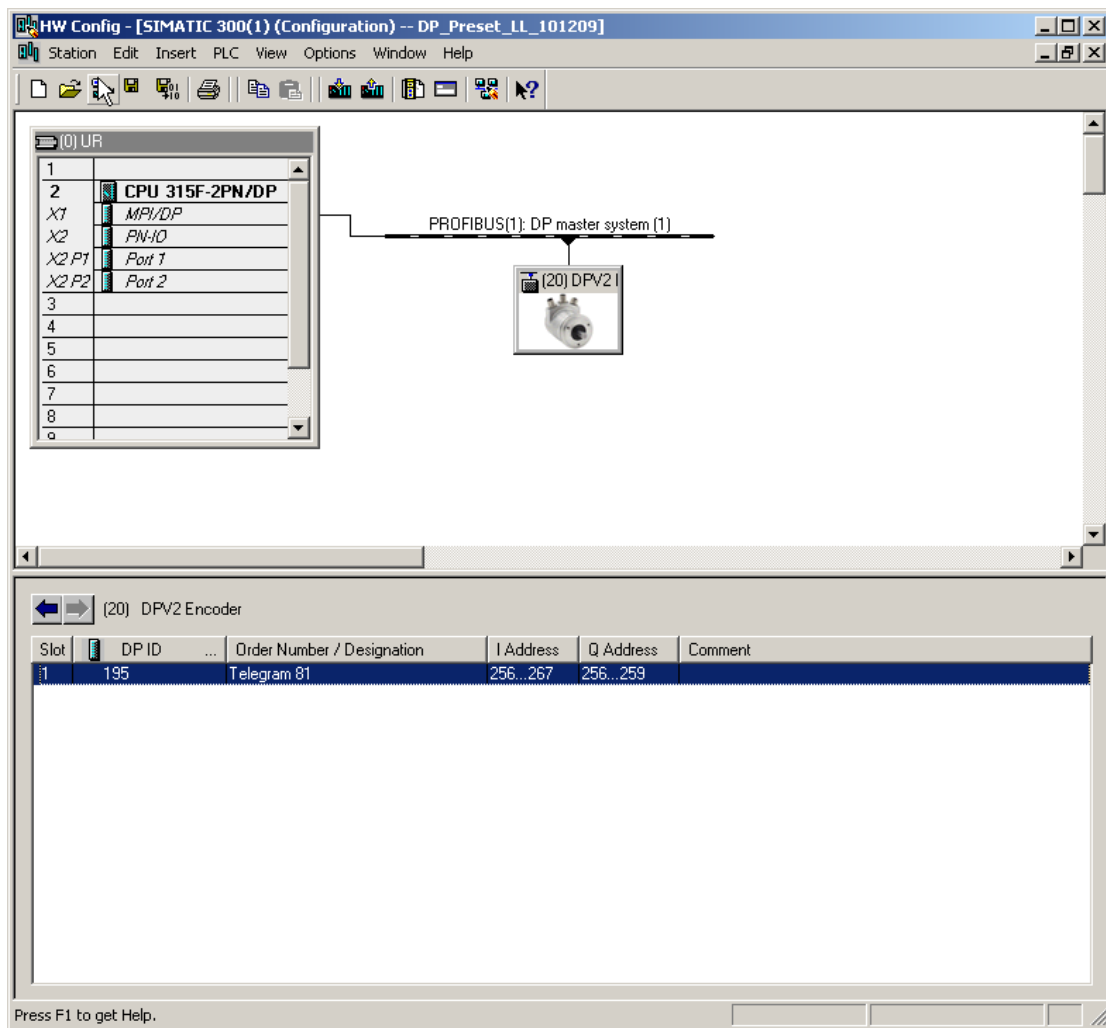 HW Config - [SIMATIC 300(1) (Configuration) -- DP_Preset_LL_101209]
Station Edit Insert PLC View Options Window Help
(0) UR
1
2 CPU 315F-2PN/DP
X1 MPI/DP
X2 PN-IO
X2 P1 Port 1
X2 P2 Port 2
3
4
5
6
7
8
9
PROFIBUS(1): DP master system (1)
(20) DPV2 I
(20) DPV2 Encoder
Slot DP ID ... Order Number / Designation I Address Q Address Comment
1 195 Telegram 81 256...267 256...259
Press F1 to get Help.